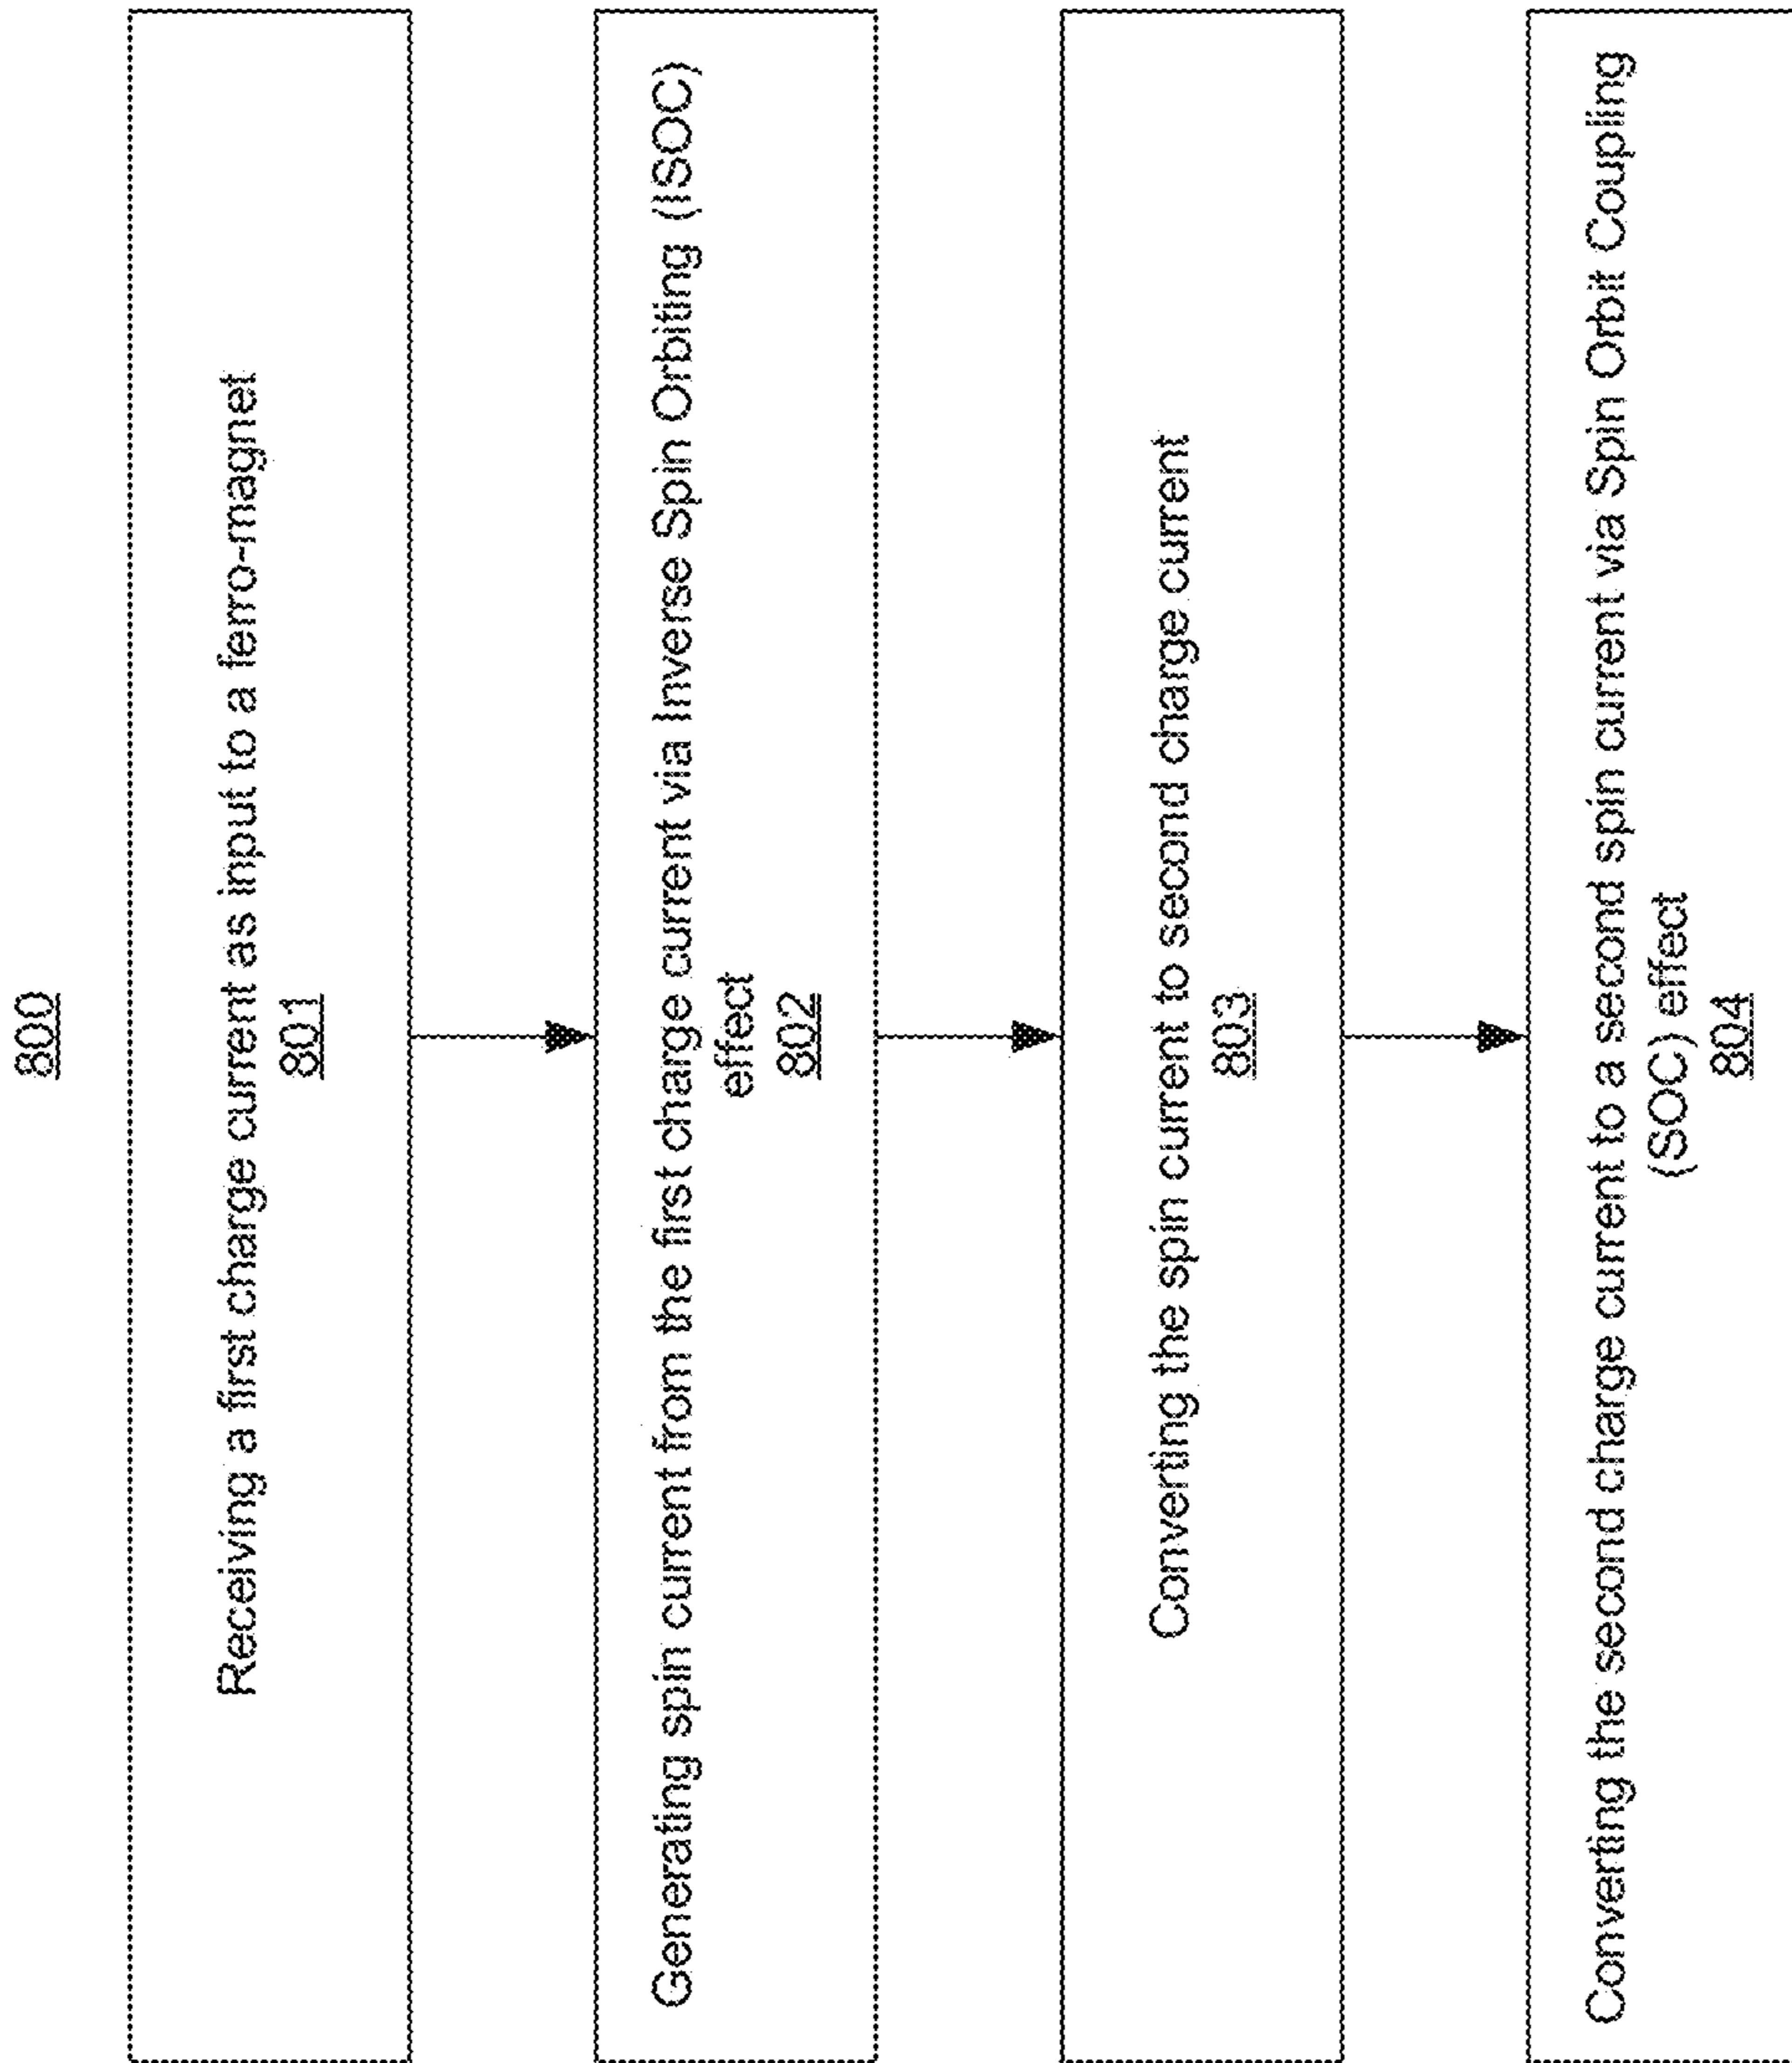 800
Receiving a first charge current as input to a ferro-magnet
801
Generating spin current from the first charge current via Inverse Spin Orbiting (ISOC)
effect
802
Converting the spin current to second charge current
803
Converting the second charge current to a second spin current via Spin Orbit Coupling
(SOC) effect
804